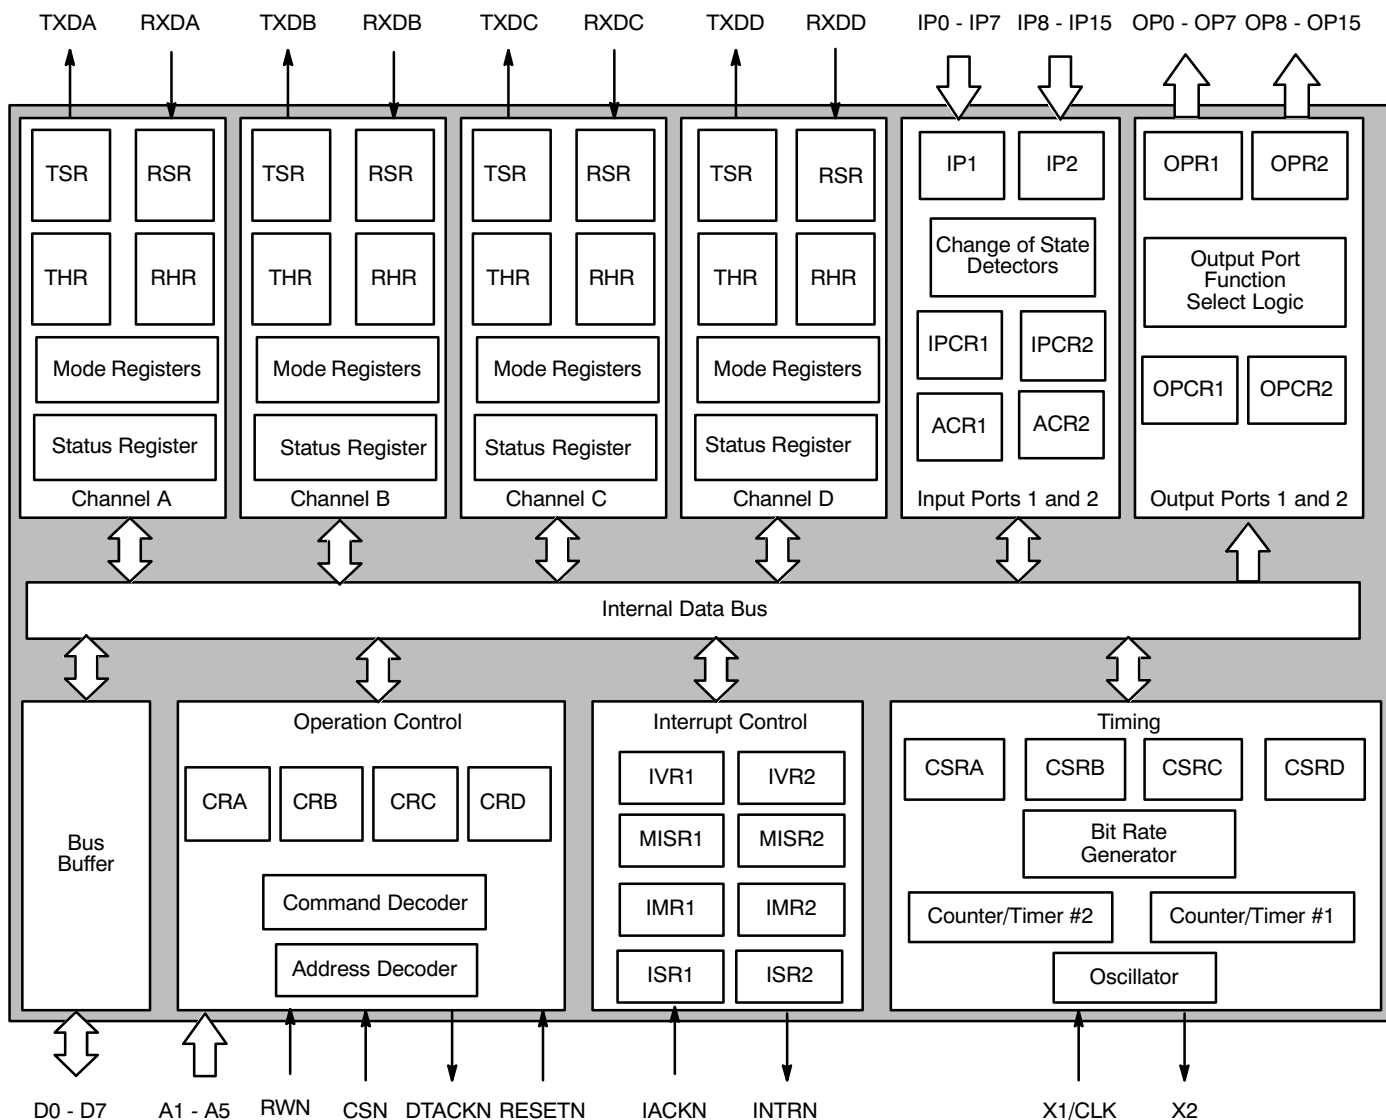 TXDA RXDA TXDB RXDB TXDC RXDC TXDD RXDD IP0 - IP7 IP8 - IP15 OP0 - OP7 OP8 - OP15
TSR RSR TSR RSR TSR RSR TSR RSR IP1 IP2 OPR1 OPR2
THR RHR THR RHR THR RHR THR RHR
Change of State
Detectors
Output Port
Function
Select Logic
Mode Registers Mode Registers Mode Registers Mode Registers IPCR1 IPCR2 OPCR1 OPCR2
Status Register Status Register Status Register Status Register ACR1 ACR2
Channel A Channel B Channel C Channel D Input Ports 1 and 2 Output Ports 1 and 2
Internal Data Bus
Bus
Buffer
Operation Control
CRA CRB CRC CRD
Command Decoder
Address Decoder
Interrupt Control
IVR1 IVR2
MISR1 MISR2
IMR1 IMR2
ISR1 ISR2
Timing
CSRA CSRB CSRC CSRD
Bit Rate
Generator
Counter/Timer #2 Counter/Timer #1
Oscillator
D0 - D7 A1 - A5 RWN CSN DTACKN RESETN IACKN INTRN X1/CLK X2